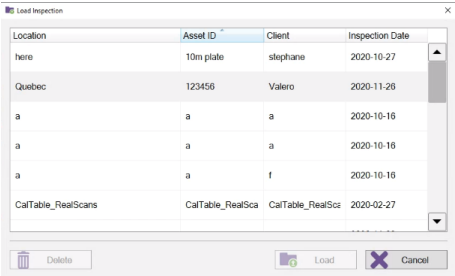 Load Inspection
Location Asset ID Client Inspection Date
here 10m plate stephane 2020-10-27
Quebec 123456 Valero 2020-11-26
a a a 2020-10-16
a a a 2020-10-16
a a f 2020-10-16
CalTable_RealScans CalTable_RealSca CalTable_RealSca 2020-02-27
Delete Load Cancel